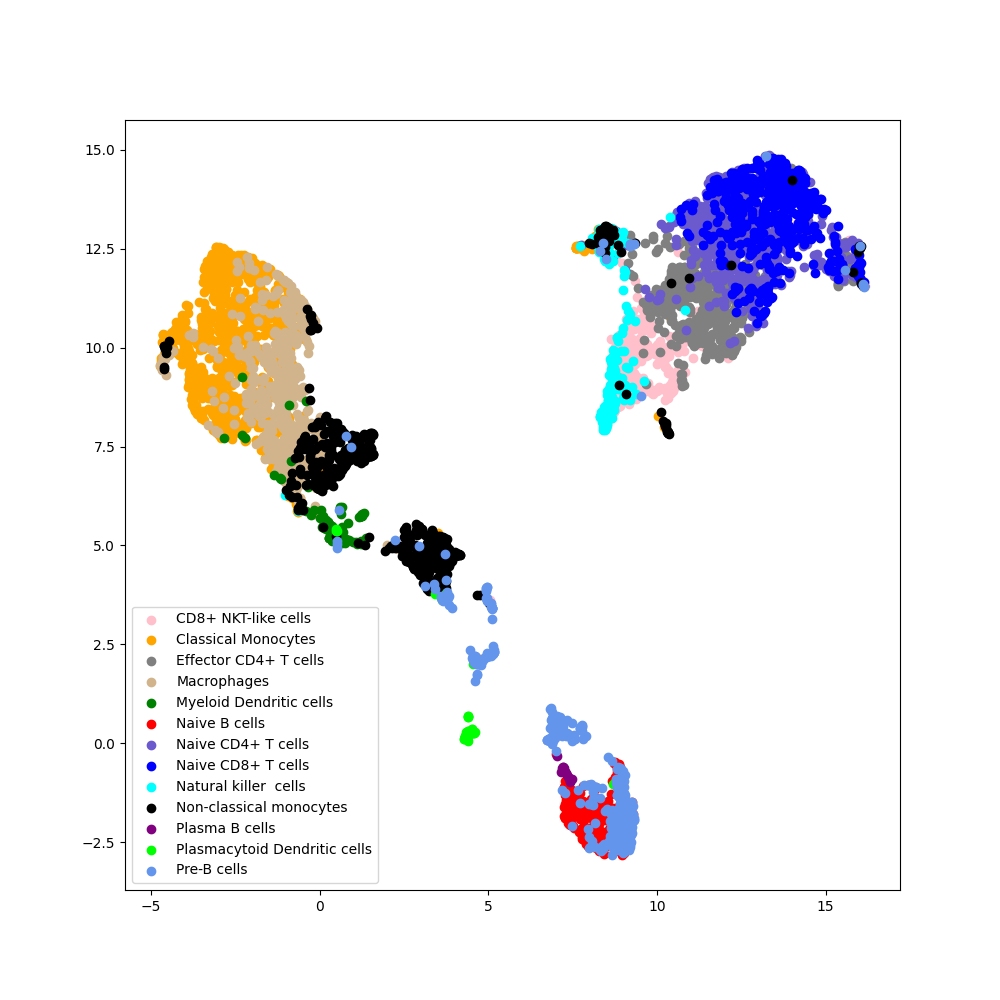 15.0
12.5
10.0
7.5
5.0
2.5
0.0
−2.5
CD8+ NKT-like cells
Classical Monocytes
Effector CD4+ T cells
Macrophages
Myeloid Dendritic cells
Naive B cells
Naive CD4+ T cells
Naive CD8+ T cells
Natural killer  cells
Non-classical monocytes
Plasma B cells
Plasmacytoid Dendritic cells
Pre-B cells
−5 0 5 10 15